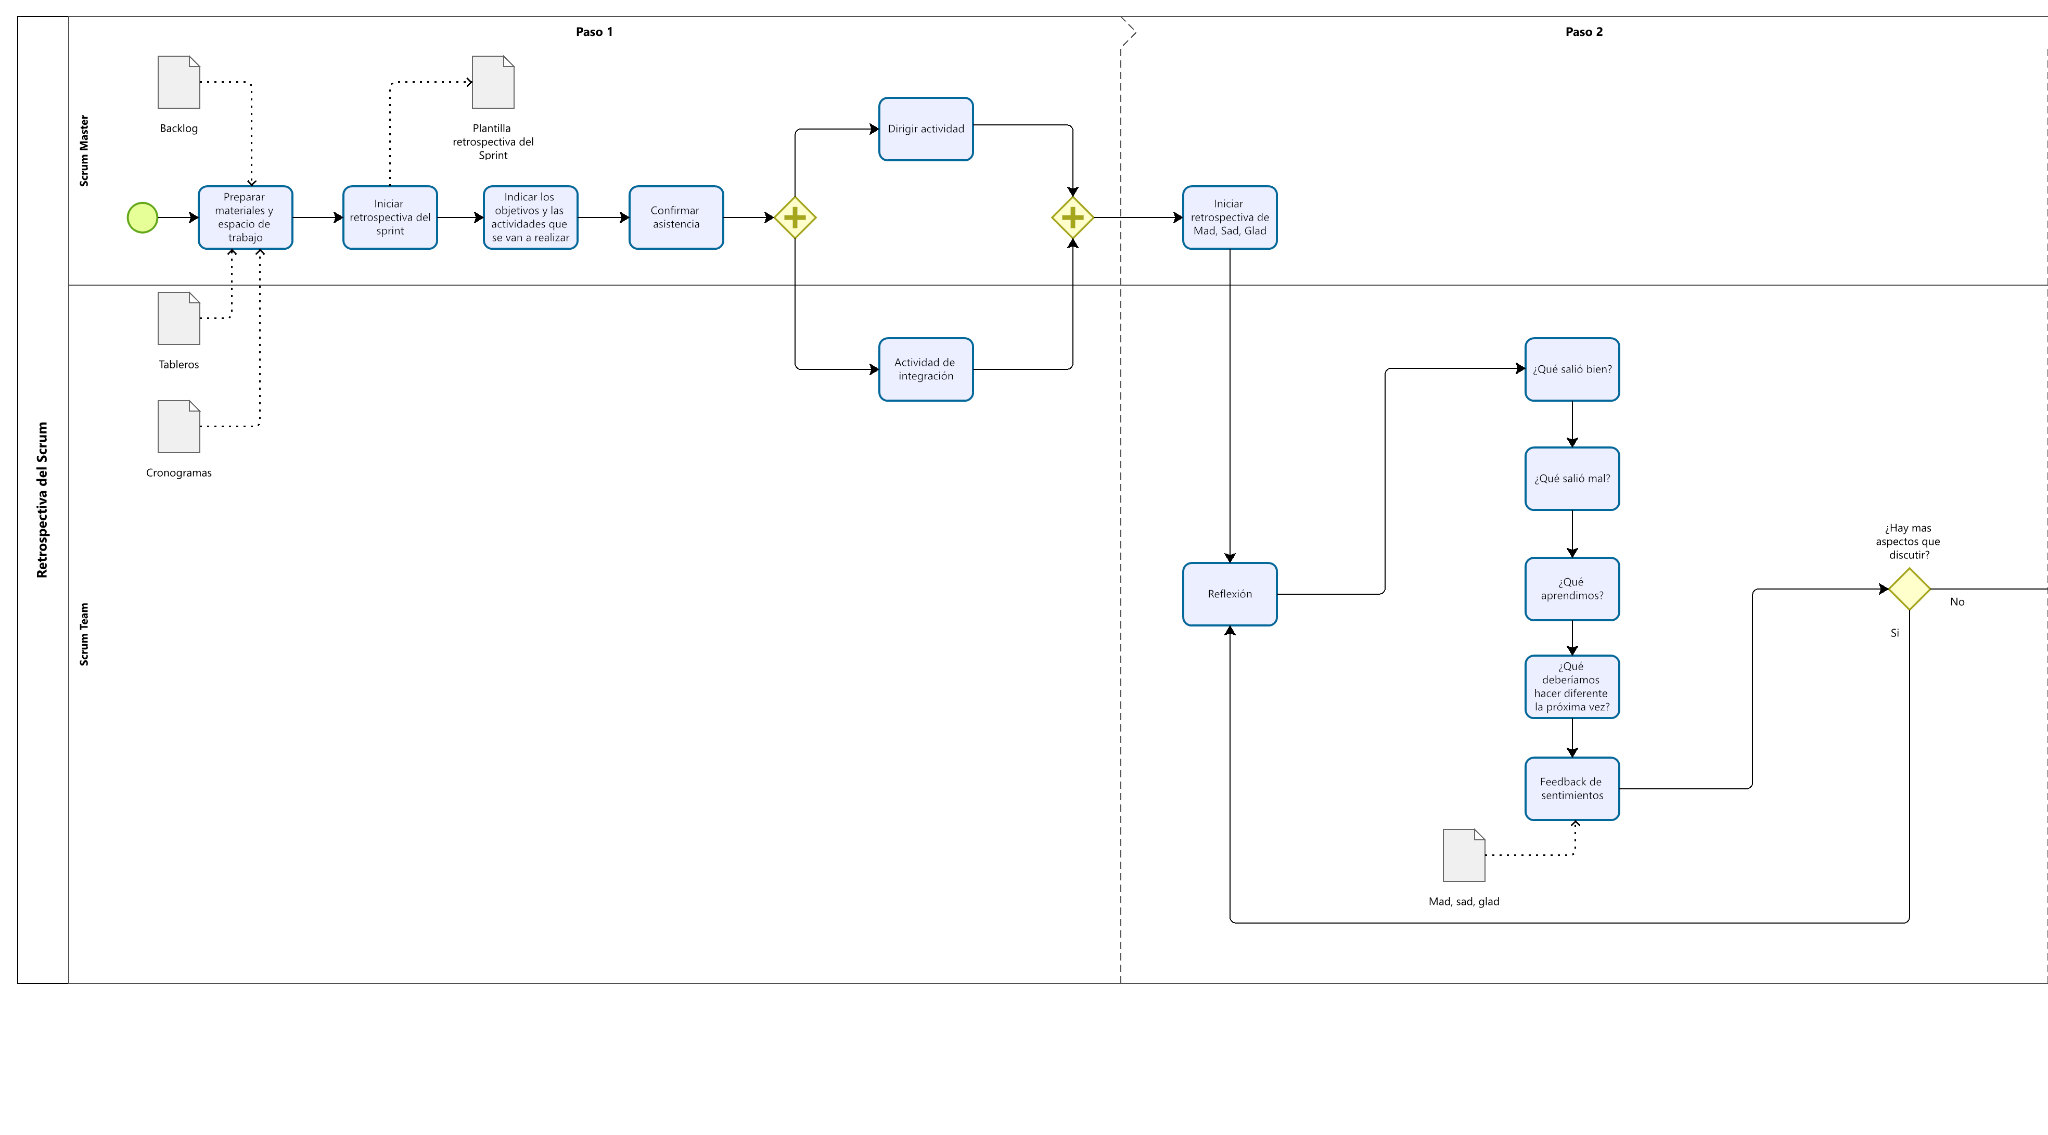 Retrospectiva del Scrum
Paso 1
Paso 2
Scrum Master
Scrum Team
Backlog
Plantilla
retrospectiva del
Sprint
Preparar
materiales y
espacio de
trabajo
Iniciar
retrospectiva del
sprint
Indicar los
objetivos y las
actividades que
se van a realizar
Confirmar
asistencia
Dirigir actividad
Actividad de
integración
Tableros
Cronogramas
Iniciar
retrospectiva de
Mad, Sad, Glad
Reflexión
¿Qué salió bien?
¿Qué salió mal?
¿Qué
aprendimos?
¿Qué
deberíamos
hacer diferente
la próxima vez?
Feedback de
sentimientos
Mad, sad, glad
¿Hay mas
aspectos que
discutir?
No
Si